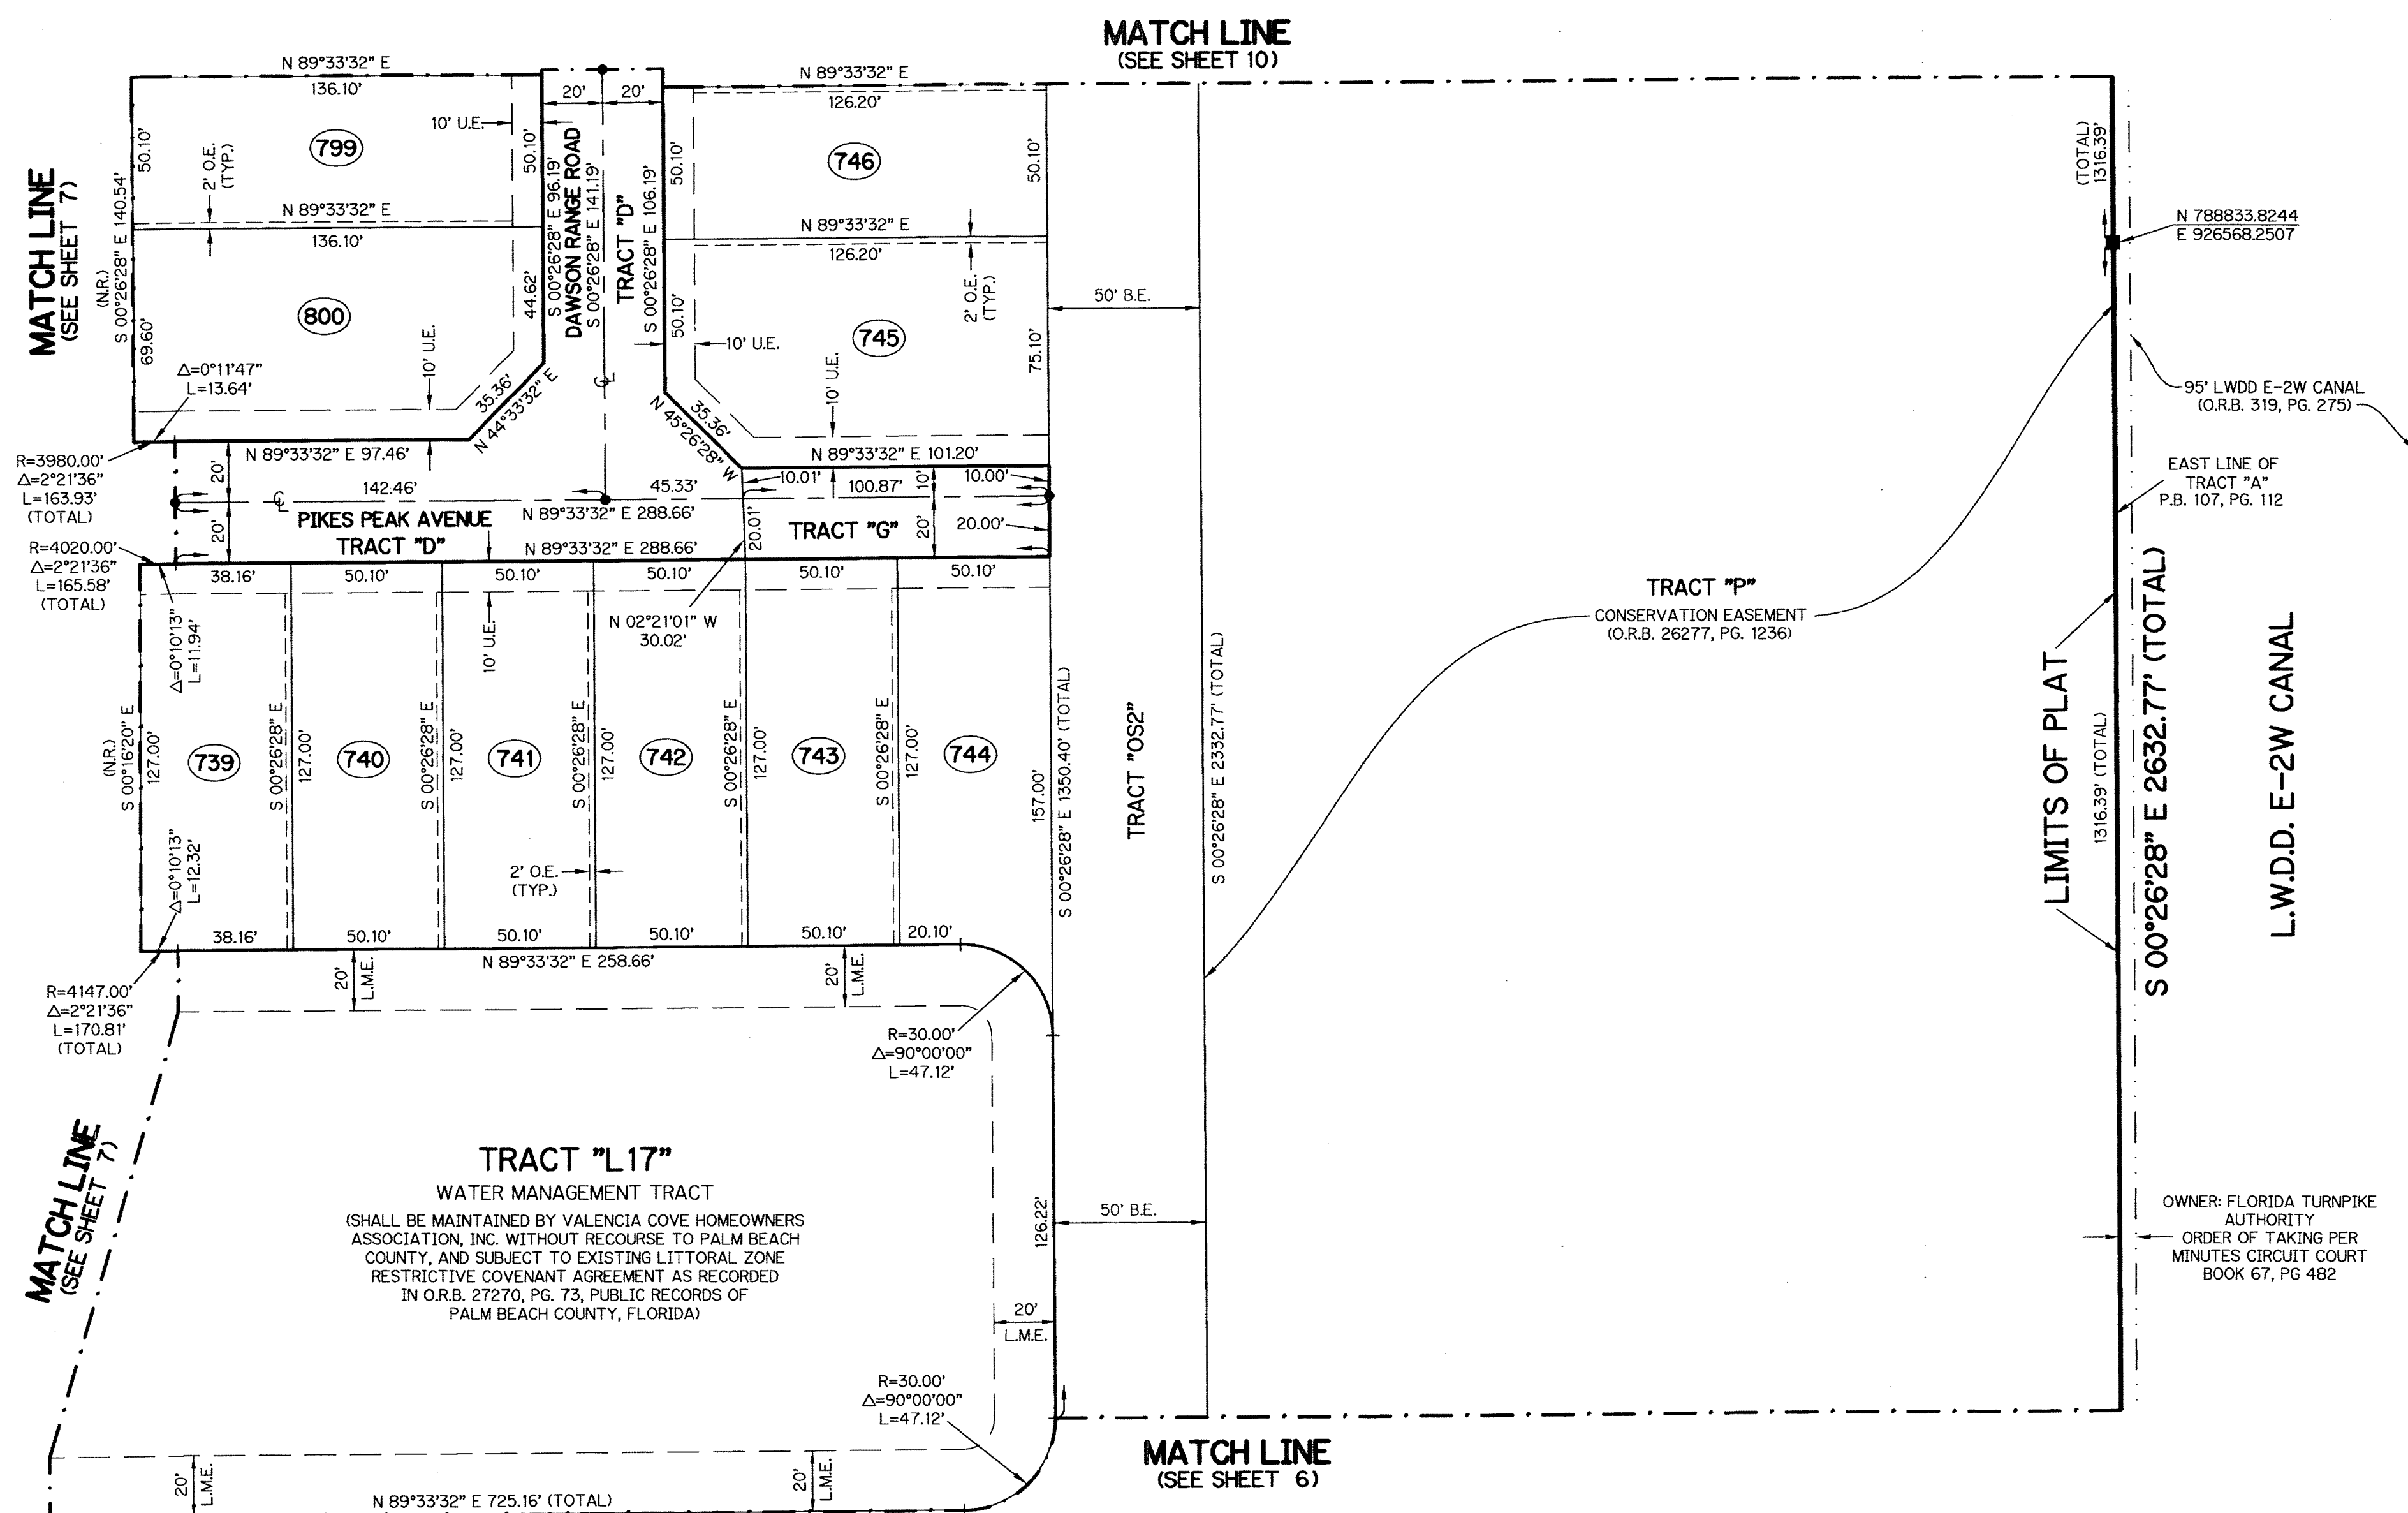 MATCH LINE
(SEE SHEET 10)
N 89°33'32" E
136.10'
20'
20'
N 89°33'32" E
126.20'
10' U.E.
50.10'
2' O.E.
(TYP.)
799
50.10'
DAWSON RANGE ROAD
S 00°26'28" E 96.19'
S 00°26'28" E 141.19'
TRACT "D"
S 00°26'28" E 106.19'
50.10'
746
50.10'
(TOTAL)
1316.39'
MATCH LINE
(SEE SHEET 7)
(N.R.)
S 00°26'28" E 140.54'
N 89°33'32" E
136.10'
N 89°33'32" E
126.20'
N 788833.8244
E 926568.2507
69.60'
800
44.62'
50.10'
2' O.E.
(TYP.)
50' B.E.
745
10' U.E.
75.10'
10' U.E.
10' U.E.
Δ=0°11'47"
L=13.64'
35.36'
N 44°33'32" E
35.36'
N 45°26'28" W
95' LWDD E-2W CANAL
(O.R.B. 319, PG. 275)
R=3980.00'
Δ=2°21'36"
L=163.93'
(TOTAL)
N 89°33'32" E 97.46'
N 89°33'32" E 101.20'
20'
C L
142.46'
45.33'
10.01'
100.87'
10'
10.00'
EAST LINE OF
TRACT "A"
P.B. 107, PG. 112
C L
PIKES PEAK AVENUE
N 89°33'32" E 288.66'
TRACT "D"
20'
N 89°33'32" E 288.66'
20.01'
TRACT "G"
20'
20.00'
R=4020.00'
Δ=2°21'36"
L=165.58'
(TOTAL)
38.16'
50.10'
50.10'
50.10'
50.10'
50.10'
Δ=0°10'13"
L=11.94'
10' U.E.
N 02°21'01" W
30.02'
TRACT "P"
CONSERVATION EASEMENT
(O.R.B. 26277, PG. 1236)
(N.R.)
S 00°16'20" E
127.00'
739
S 00°26'28" E
127.00'
740
S 00°26'28" E
127.00'
741
S 00°26'28" E
127.00'
742
S 00°26'28" E
127.00'
743
S 00°26'28" E
127.00'
744
157.00'
S 00°26'28" E 1350.40' (TOTAL)
TRACT "OS2"
S 00°26'28" E 2332.77' (TOTAL)
LIMITS OF PLAT
1316.39' (TOTAL)
S 00°26'28" E 2632.77' (TOTAL)
L.W.D.D. E-2W CANAL
Δ=0°10'13"
L=12.32'
2' O.E.
(TYP.)
38.16'
50.10'
50.10'
50.10'
50.10'
20.10'
N 89°33'32" E 258.66'
20'
L.M.E.
20'
L.M.E.
R=4147.00'
Δ=2°21'36"
L=170.81'
(TOTAL)
R=30.00'
Δ=90°00'00"
L=47.12'
MATCH LINE
(SEE SHEET 7)
TRACT "L17"
WATER MANAGEMENT TRACT
(SHALL BE MAINTAINED BY VALENCIA COVE HOMEOWNERS
ASSOCIATION, INC. WITHOUT RECOURSE TO PALM BEACH
COUNTY, AND SUBJECT TO EXISTING LITTORAL ZONE
RESTRICTIVE COVENANT AGREEMENT AS RECORDED
IN O.R.B. 27270, PG. 73, PUBLIC RECORDS OF
PALM BEACH COUNTY, FLORIDA)
126.22'
50' B.E.
OWNER: FLORIDA TURNPIKE
AUTHORITY
ORDER OF TAKING PER
MINUTES CIRCUIT COURT
BOOK 67, PG 482
20'
L.M.E.
R=30.00'
Δ=90°00'00"
L=47.12'
MATCH LINE
(SEE SHEET 6)
20'
L.M.E.
20'
L.M.E.
N 89°33'32" E 725.16' (TOTAL)